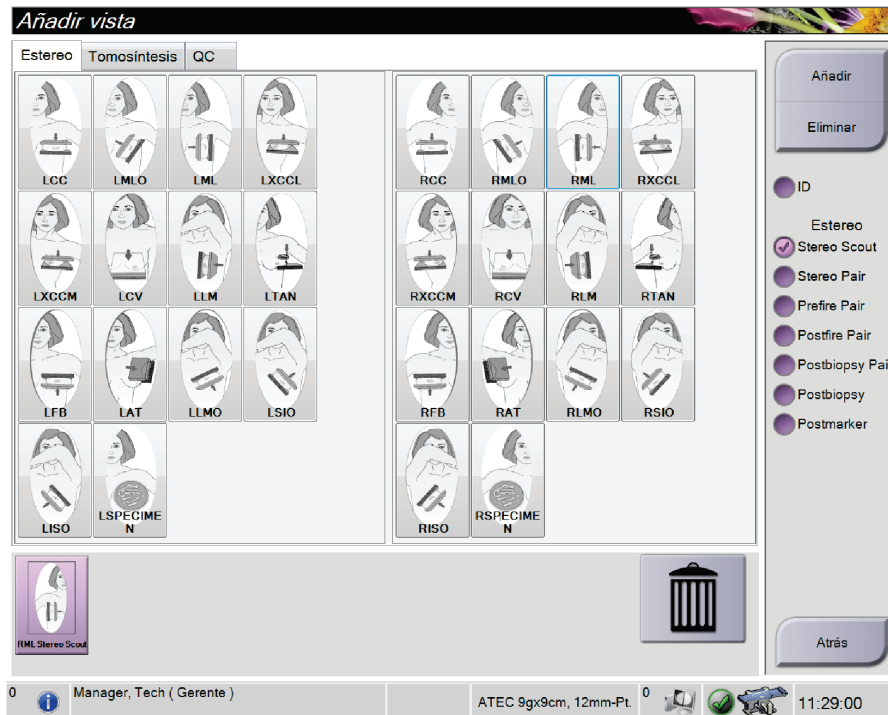 Añadir vista
Estereo Tomosíntesis QC
LCC LMLO LML LXCCL
LXCCM LCV LLM LTAN
LFB LAT LLMO LSIO
LISO LSPECIME
N
RCC RMLO RML RXCCL
RXCCM RCV RLM RTAN
RFB RAT RLMO RSIO
RISO RSPECIME
N
Añadir
Eliminar
ID
Estereo
Stereo Scout
Stereo Pair
Prefire Pair
Postfire Pair
Postbiopsy Pai
Postbiopsy
Postmarker
RML Stereo Scout
Atrás
0 Manager, Tech ( Gerente ) ATEC 9gx9cm, 12mm-Pt. 0 11:29:00